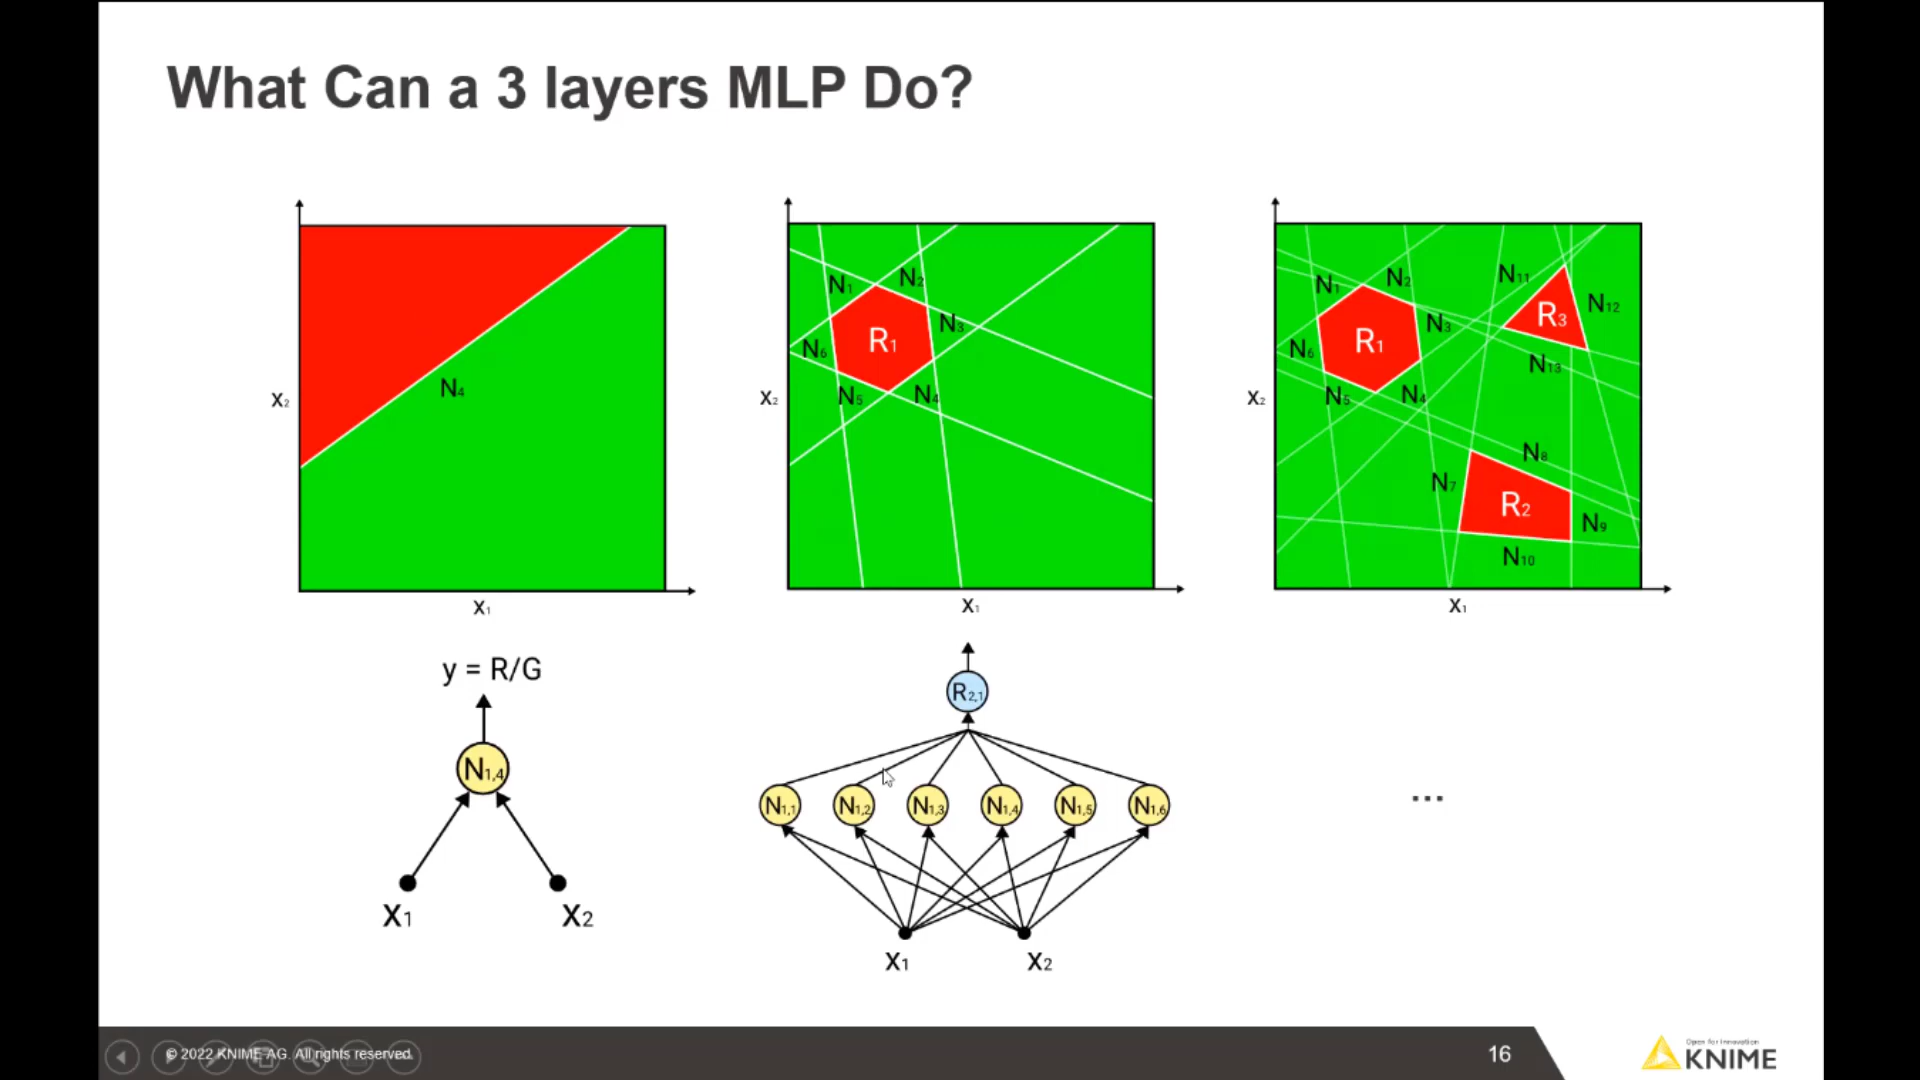 What Can a 3 layers MLP Do?
N4
X2
X1
N1
N2
N3
N4
N5
N6
R1
X2
X1
N1
N2
N3
N4
N5
N6
R1
N11
N12
N13
R3
N7
N8
N9
N10
R2
X2
X1
y = R/G
N1,4
X1
X2
R2,1
N1,1
N1,2
N1,3
N1,4
N1,5
N1,6
X1
X2
...
© 2022 KNIME AG. All rights reserved.
16
Open for Innovation
KNIME